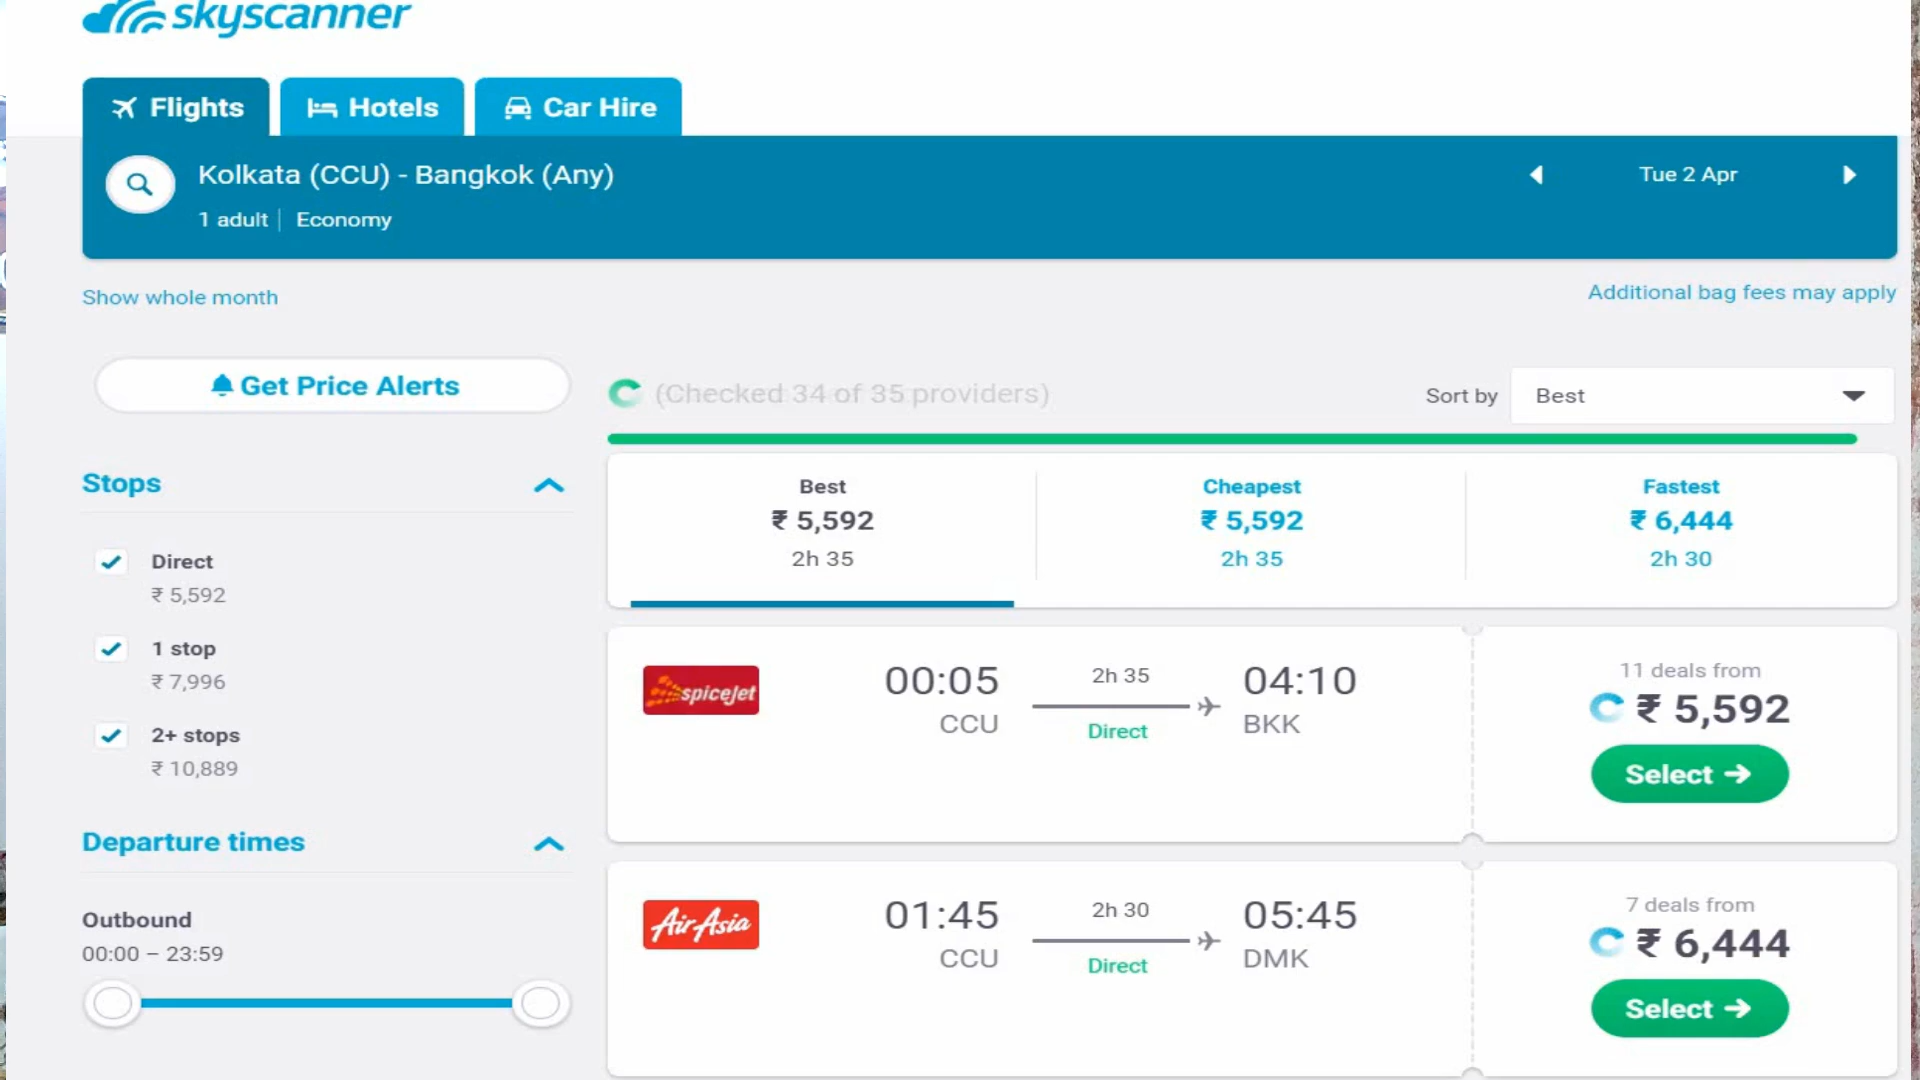 skyscanner
Flights
Hotels
Car Hire
Kolkata (CCU) - Bangkok (Any)
1 adult | Economy
Tue 2 Apr
Show whole month
Additional bag fees may apply
Get Price Alerts
(Checked 34 of 35 providers)
Sort by
Best
Stops
Direct
₹ 5,592
1 stop
₹ 7,996
2+ stops
₹ 10,889
Departure times
Outbound
00:00 – 23:59
Best
₹ 5,592
2h 35
Cheapest
₹ 5,592
2h 35
Fastest
₹ 6,444
2h 30
spicejet
00:05
CCU
2h 35
Direct
04:10
BKK
11 deals from
₹ 5,592
Select
AirAsia
01:45
CCU
2h 30
Direct
05:45
DMK
7 deals from
₹ 6,444
Select